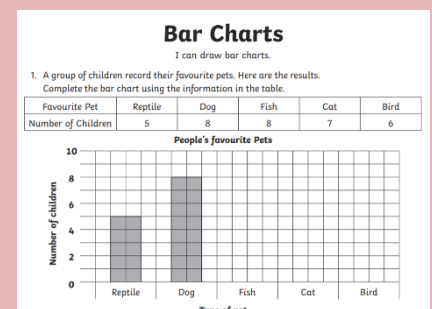 Bar Charts
I can draw bar charts.
1. A group of children record their favourite pets. Here are the results.
Complete the bar chart using the information in the table.
Favourite Pet Reptile Dog Fish Cat Bird
Number of Children 5 8 8 7 6
People's favourite Pets
10
8
6
4
2
0
Number of children
Reptile Dog Fish Cat Bird